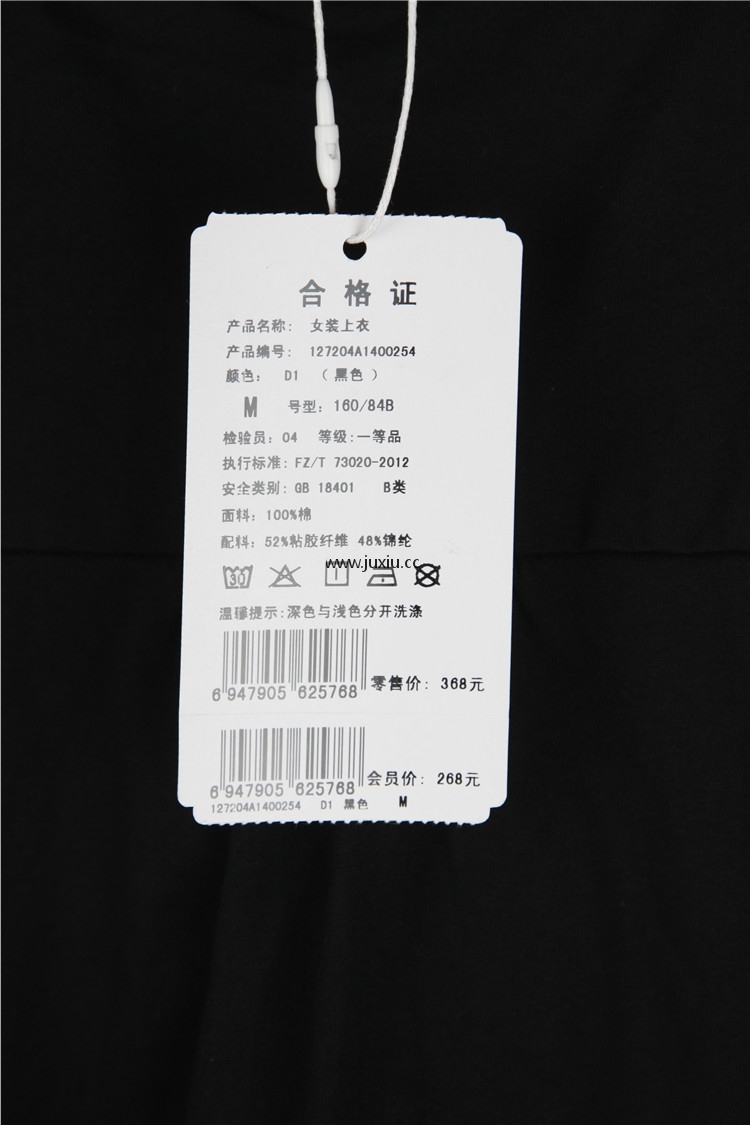 合格证
产品名称: 女装上衣
产品编号: 127204A1400254
颜色: D1 (黑色)
M 号型: 160/84B
检验员: 04 等级:一等品
执行标准: FZ/T 73020-2012
安全类别: GB 18401 B类
面料: 100%棉
配料: 52%粘胶纤维 48%锦纶
www.juxiu.cc
30
温馨提示:深色与浅色分开洗涤
6 947905 625768 零售价: 368元
6 947905 625768 会员价: 268元
127204A1400254 D1 黑色 M